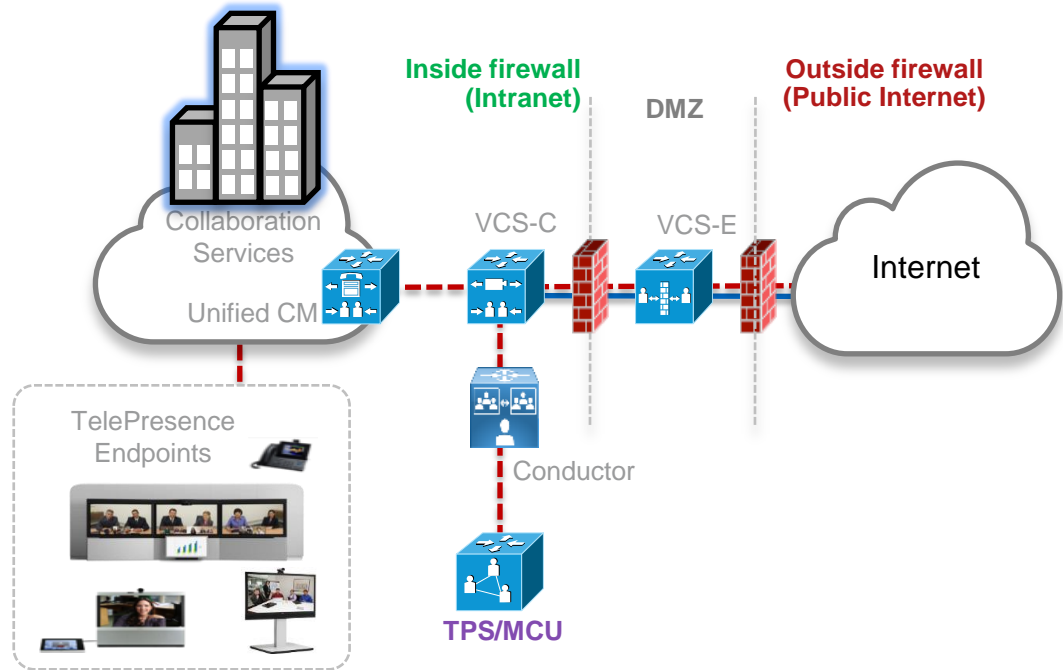 Inside firewall
(Intranet)
DMZ
Outside firewall
(Public Internet)
Collaboration
Services
Unified CM
VCS-C
VCS-E
Internet
TelePresence
Endpoints
Conductor
TPS/MCU